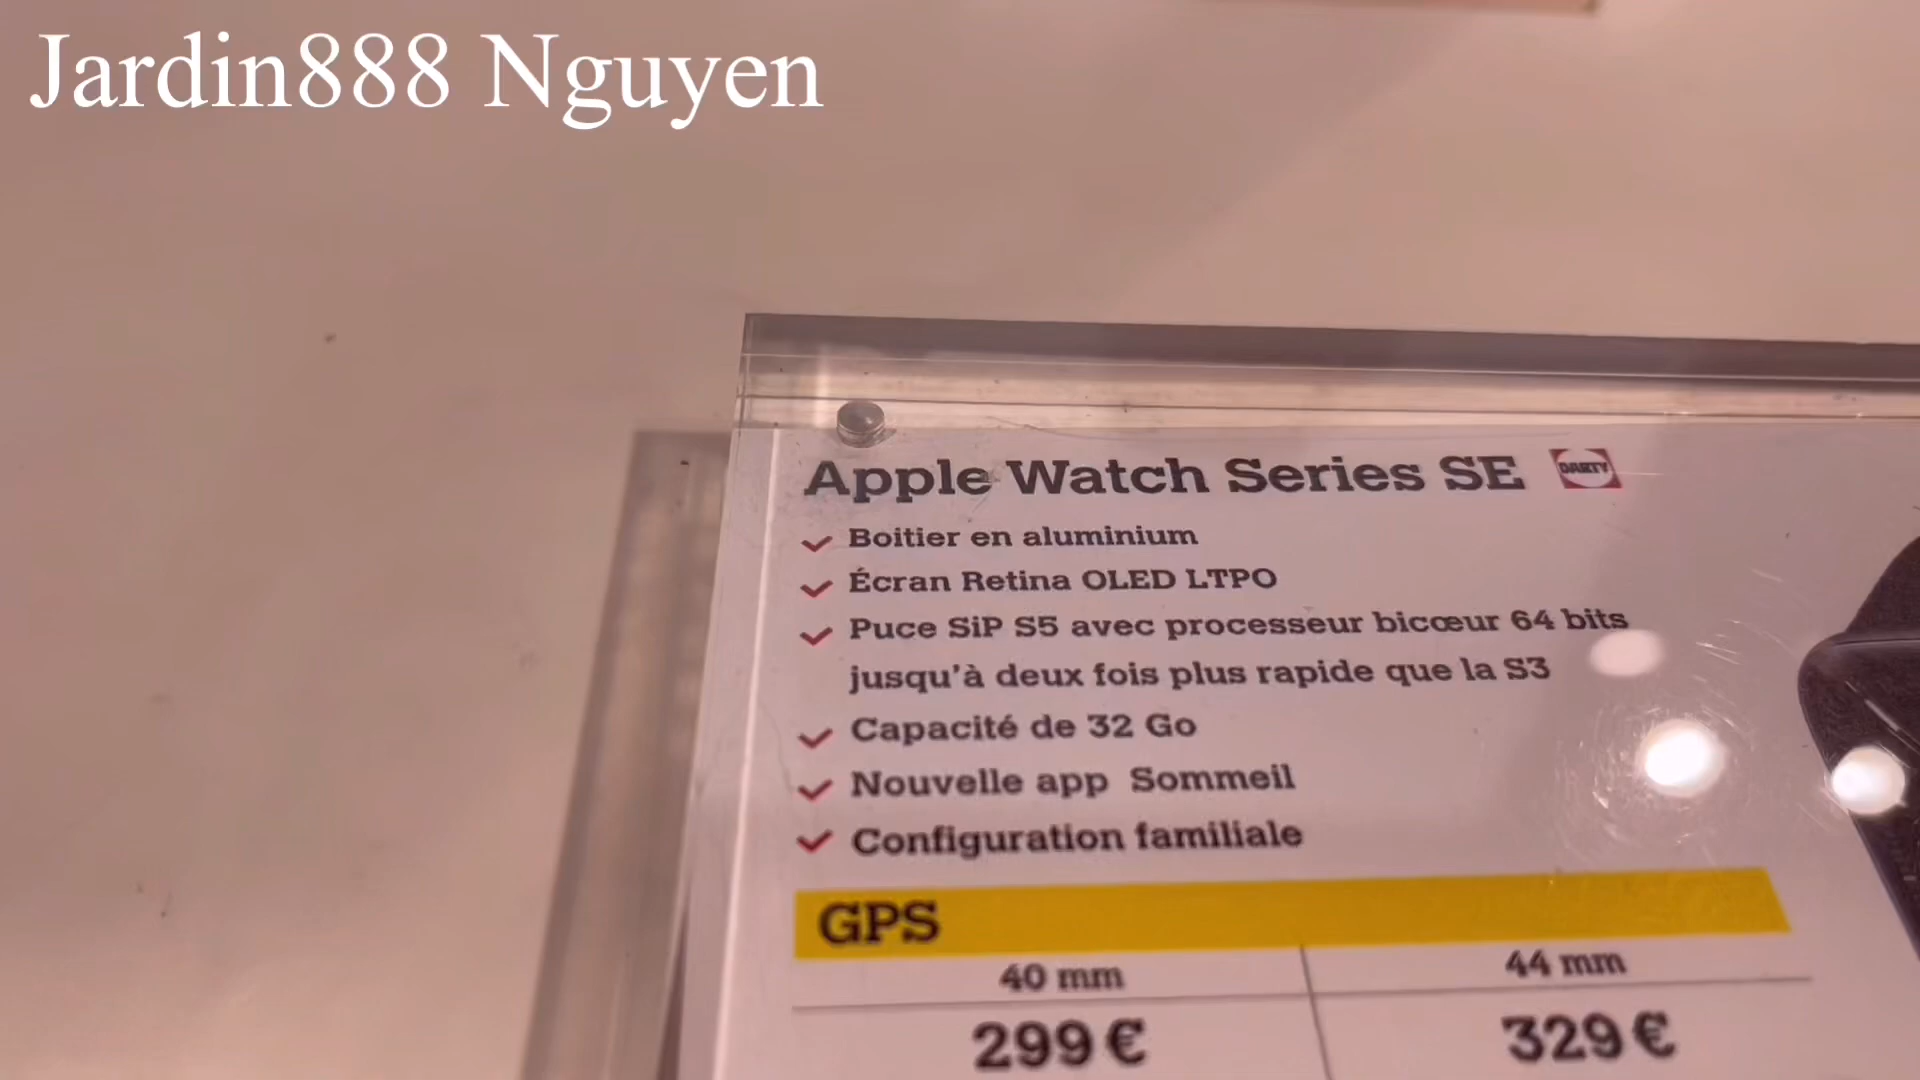 Jardin888 Nguyen
Apple Watch Series SE DARTY
Boitier en aluminium
Écran Retina OLED LTPO
Puce SiP S5 avec processeur bicœur 64 bits
jusqu'à deux fois plus rapide que la S3
Capacité de 32 Go
Nouvelle app Sommeil
Configuration familiale
GPS
40 mm 44 mm
299 € 329 €